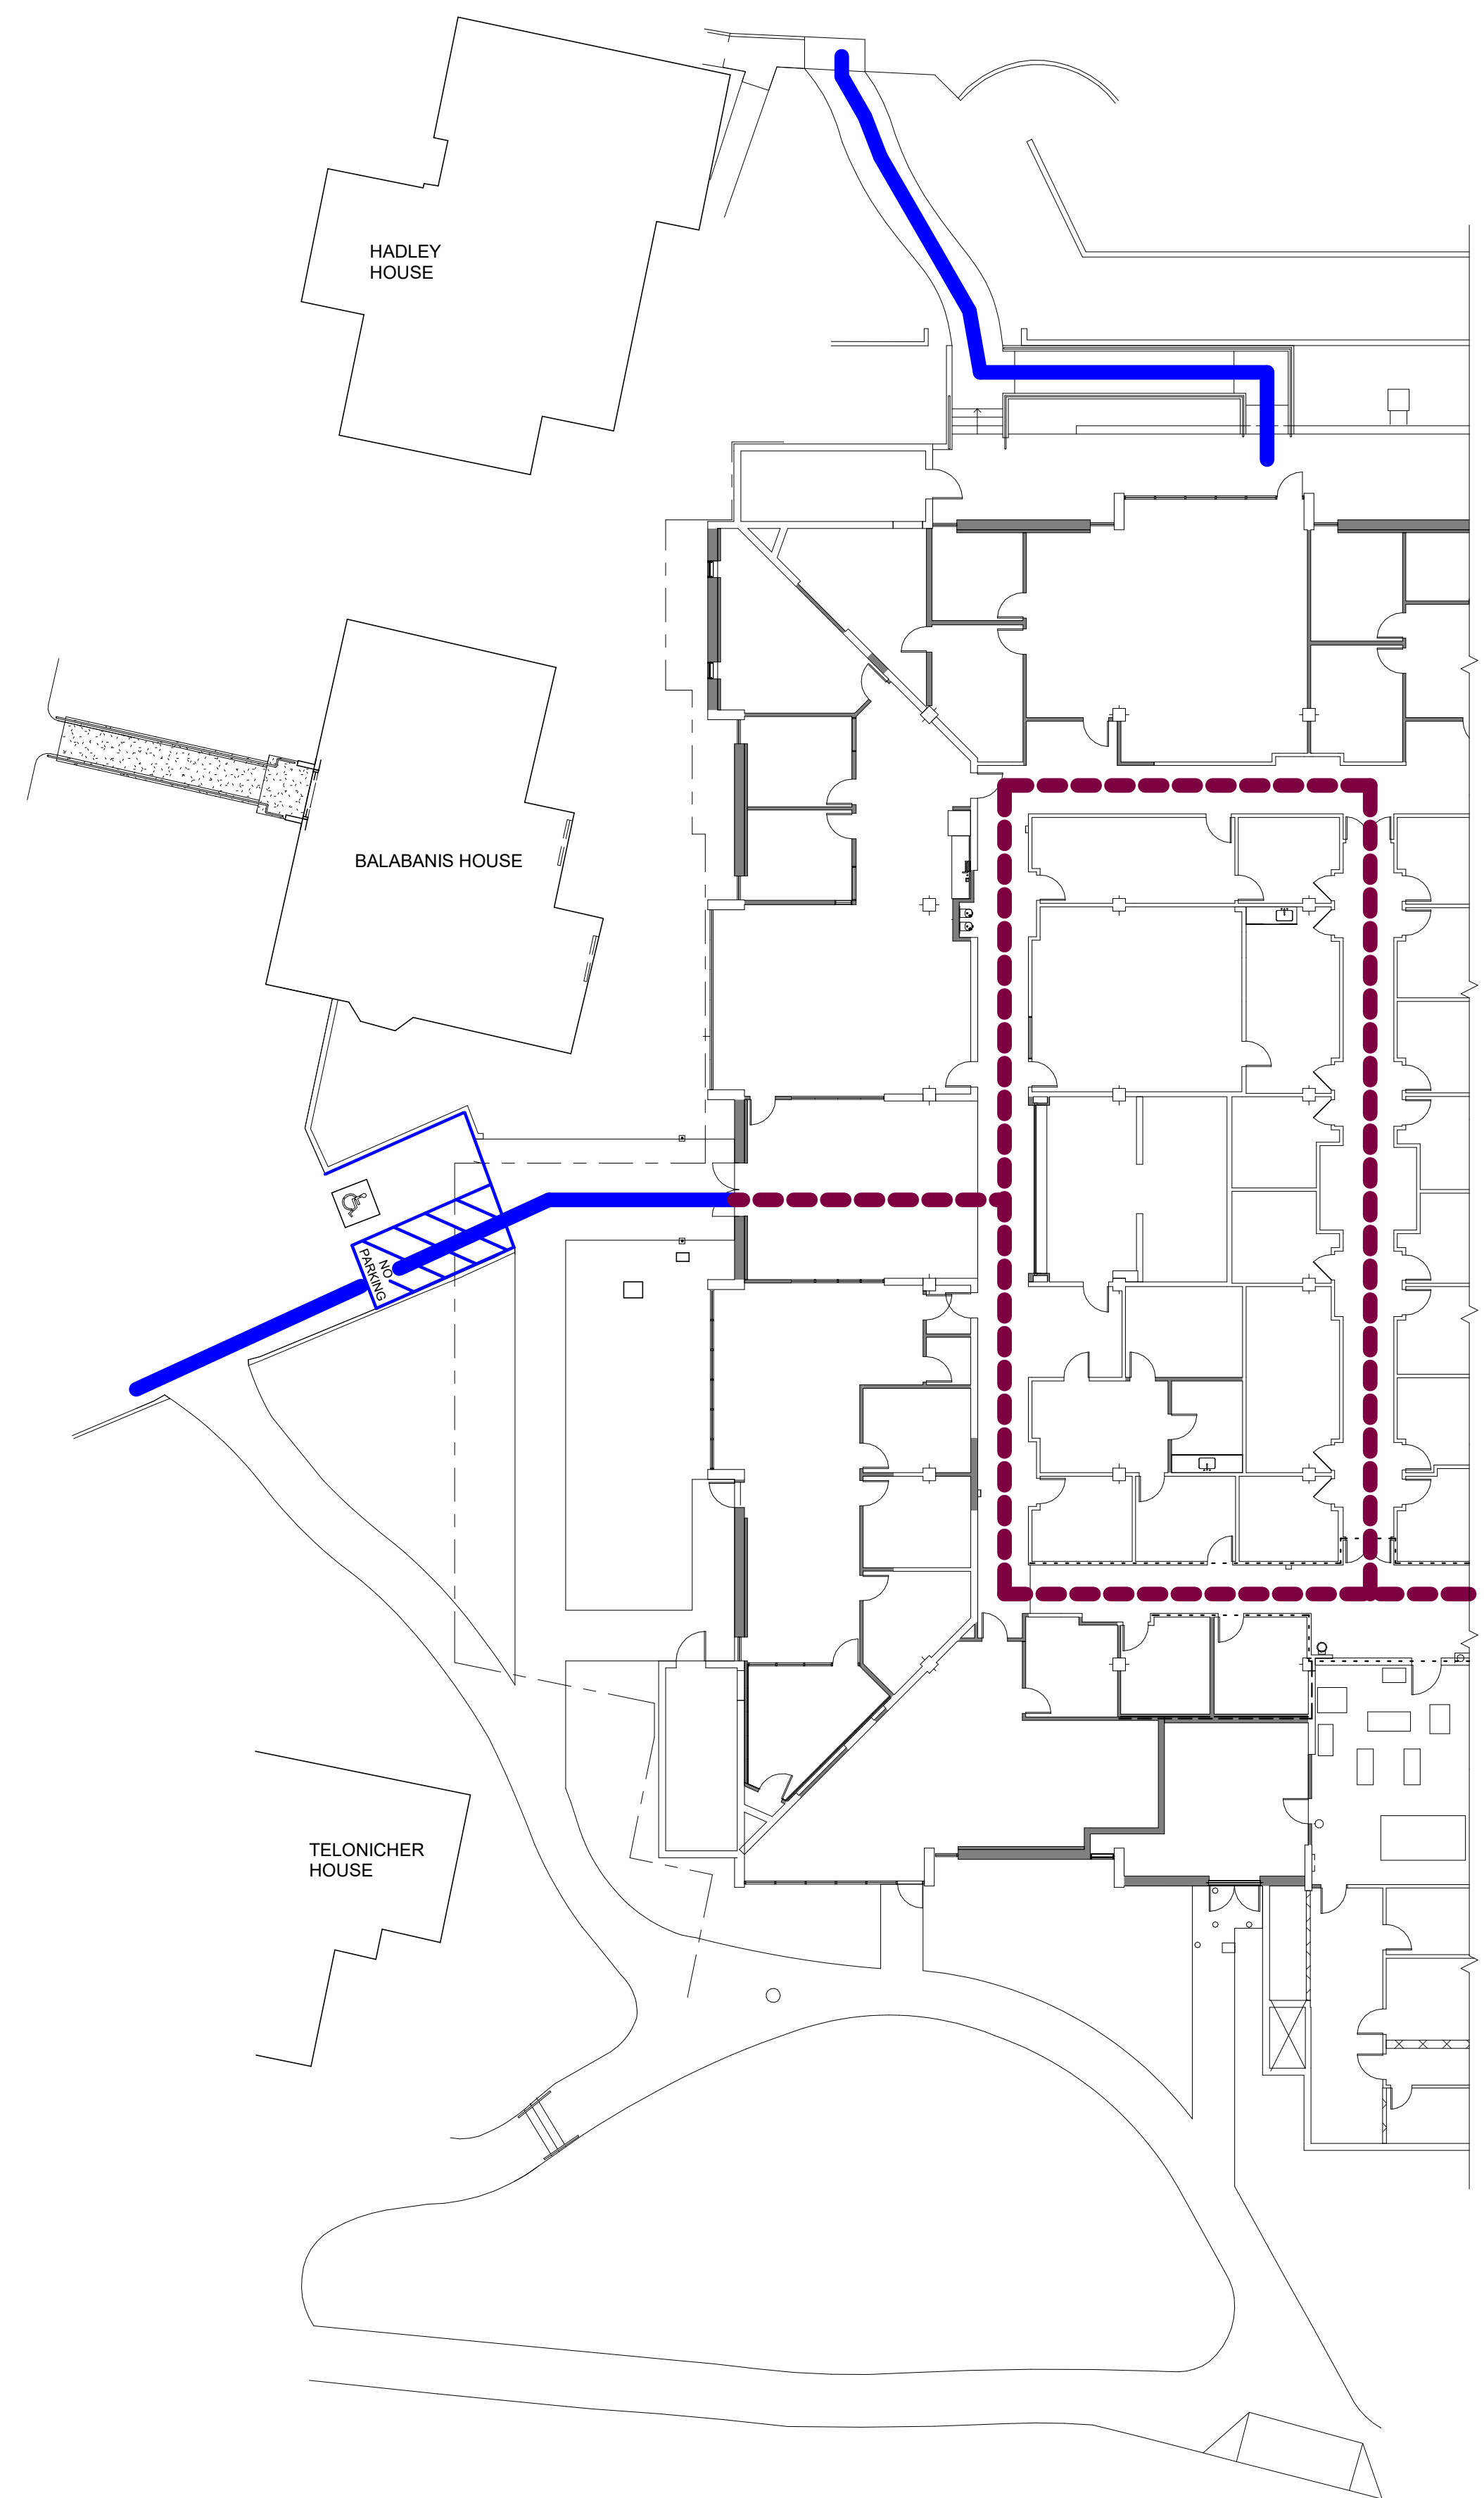 HADLEY
HOUSE
BALABANIS HOUSE
NO
PARKING
TELONICHER
HOUSE